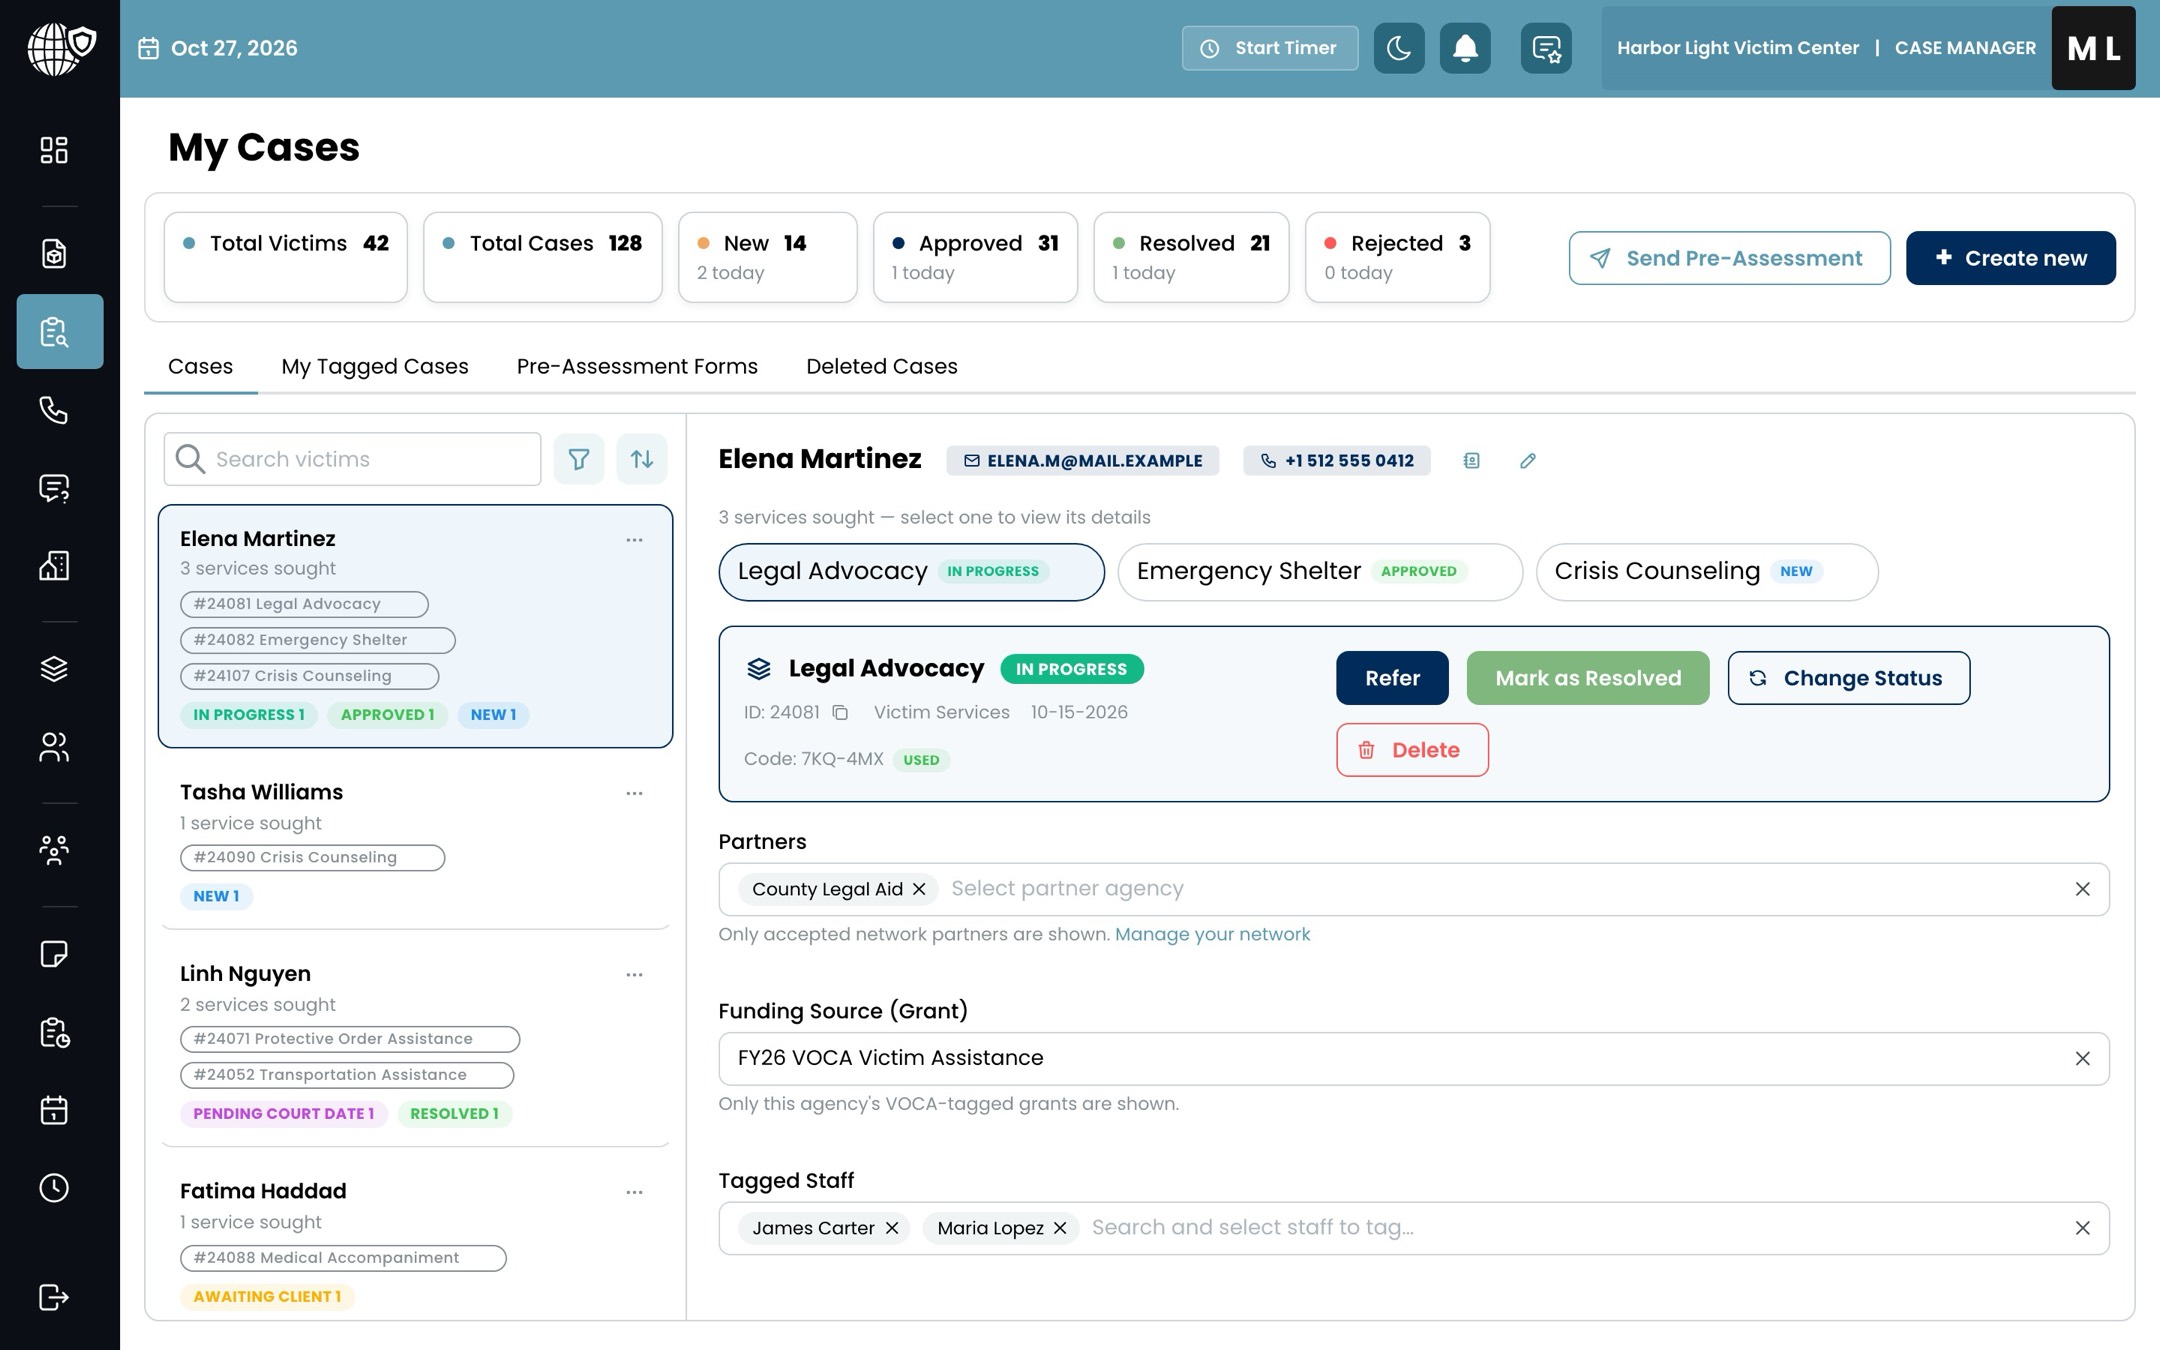 Oct 27, 2026
Start Timer
Harbor Light Victim Center | CASE MANAGER
M L
My Cases
Total Victims 42
Total Cases 128
New 14
2 today
Approved 31
1 today
Resolved 21
1 today
Rejected 3
0 today
Send Pre-Assessment
+ Create new
Cases
My Tagged Cases
Pre-Assessment Forms
Deleted Cases
Search victims
Elena Martinez
3 services sought
#24081 Legal Advocacy
#24082 Emergency Shelter
#24107 Crisis Counseling
IN PROGRESS 1
APPROVED 1
NEW 1
Tasha Williams
1 service sought
#24090 Crisis Counseling
NEW 1
Linh Nguyen
2 services sought
#24071 Protective Order Assistance
#24052 Transportation Assistance
PENDING COURT DATE 1
RESOLVED 1
Fatima Haddad
1 service sought
#24088 Medical Accompaniment
AWAITING CLIENT 1
Elena Martinez
ELENA.M@MAIL.EXAMPLE
+1 512 555 0412
3 services sought — select one to view its details
Legal Advocacy IN PROGRESS
Emergency Shelter APPROVED
Crisis Counseling NEW
Legal Advocacy IN PROGRESS
ID: 24081
Victim Services
10-15-2026
Code: 7KQ-4MX USED
Refer
Mark as Resolved
Change Status
Delete
Partners
County Legal Aid
Select partner agency
Only accepted network partners are shown. Manage your network
Funding Source (Grant)
FY26 VOCA Victim Assistance
Only this agency's VOCA-tagged grants are shown.
Tagged Staff
James Carter
Maria Lopez
Search and select staff to tag...